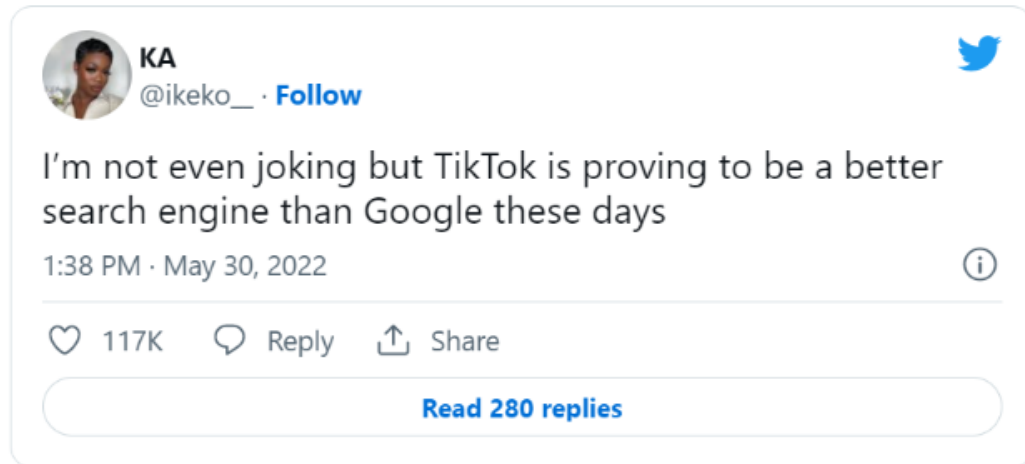 KA
@ikeko__ · Follow
I’m not even joking but TikTok is proving to be a better
search engine than Google these days
1:38 PM · May 30, 2022
117K Reply Share
Read 280 replies